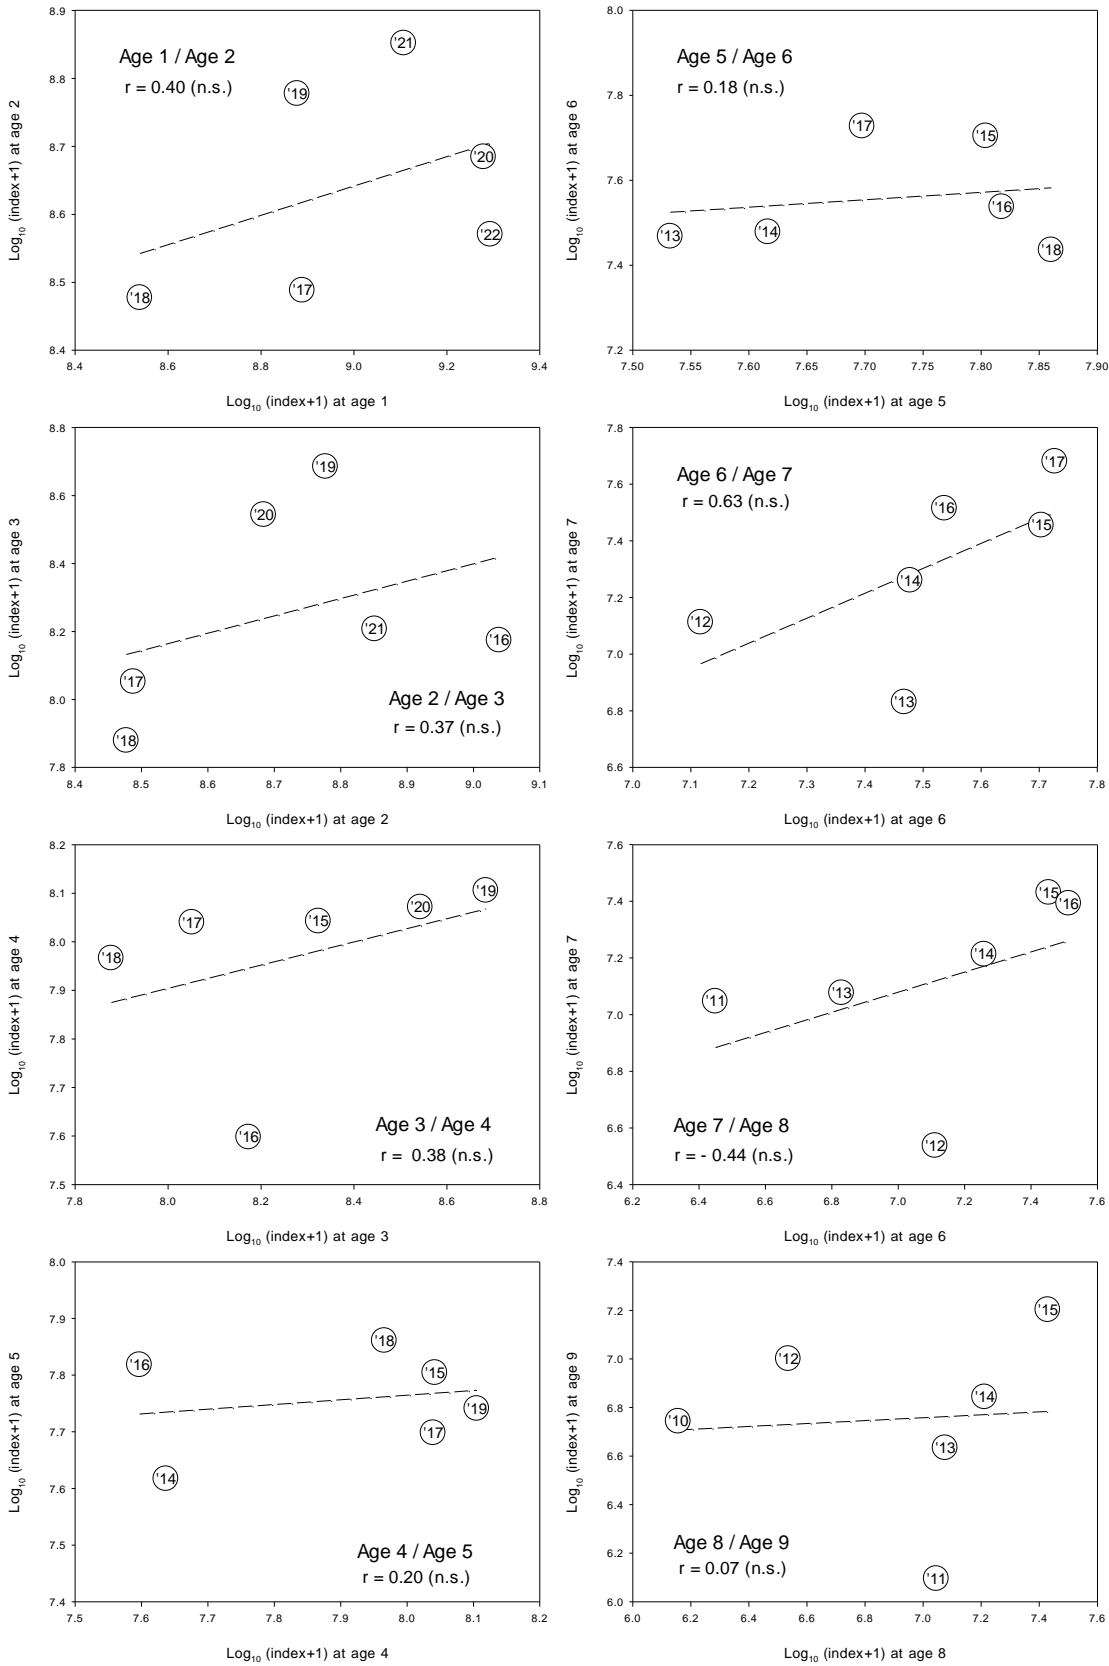 Age 1 / Age 2
r = 0.40 (n.s.)
Log10 (index+1) at age 2
8.9
8.8
8.7
8.6
8.5
8.4
'21
'19
'20
'22
'17
'18
8.4 8.6 8.8 9.0 9.2 9.4
Log10 (index+1) at age 1
Age 5 / Age 6
r = 0.18 (n.s.)
Log10 (index+1) at age 6
8.0
7.8
7.6
7.4
7.2
'17
'15
'16
'14
'13
'18
7.50 7.55 7.60 7.65 7.70 7.75 7.80 7.85 7.90
Log10 (index+1) at age 5
Log10 (index+1) at age 3
8.8
8.6
8.4
8.2
8.0
7.8
'19
'20
'21
'16
'17
'18
Age 2 / Age 3
r = 0.37 (n.s.)
8.4 8.5 8.6 8.7 8.8 8.9 9.0 9.1
Log10 (index+1) at age 2
Age 6 / Age 7
r = 0.63 (n.s.)
Log10 (index+1) at age 7
7.8
7.6
7.4
7.2
7.0
6.8
6.6
'17
'16
'15
'14
'12
'13
7.0 7.1 7.2 7.3 7.4 7.5 7.6 7.7 7.8
Log10 (index+1) at age 6
Log10 (index+1) at age 4
8.2
8.1
8.0
7.9
7.8
7.7
7.6
7.5
'19
'20
'15
'17
'18
'16
Age 3 / Age 4
r = 0.38 (n.s.)
7.8 8.0 8.2 8.4 8.6 8.8
Log10 (index+1) at age 3
Log10 (index+1) at age 7
7.6
7.4
7.2
7.0
6.8
6.6
6.4
'15
'16
'14
'13
'11
'12
Age 7 / Age 8
r = - 0.44 (n.s.)
6.2 6.4 6.6 6.8 7.0 7.2 7.4 7.6
Log10 (index+1) at age 6
Log10 (index+1) at age 5
8.0
7.9
7.8
7.7
7.6
7.5
7.4
'18
'16
'15
'19
'17
'14
Age 4 / Age 5
r = 0.20 (n.s.)
7.5 7.6 7.7 7.8 7.9 8.0 8.1 8.2
Log10 (index+1) at age 4
Log10 (index+1) at age 9
7.4
7.2
7.0
6.8
6.6
6.4
6.2
6.0
'15
'12
'14
'10
'13
'11
Age 8 / Age 9
r = 0.07 (n.s.)
6.0 6.2 6.4 6.6 6.8 7.0 7.2 7.4 7.6
Log10 (index+1) at age 8